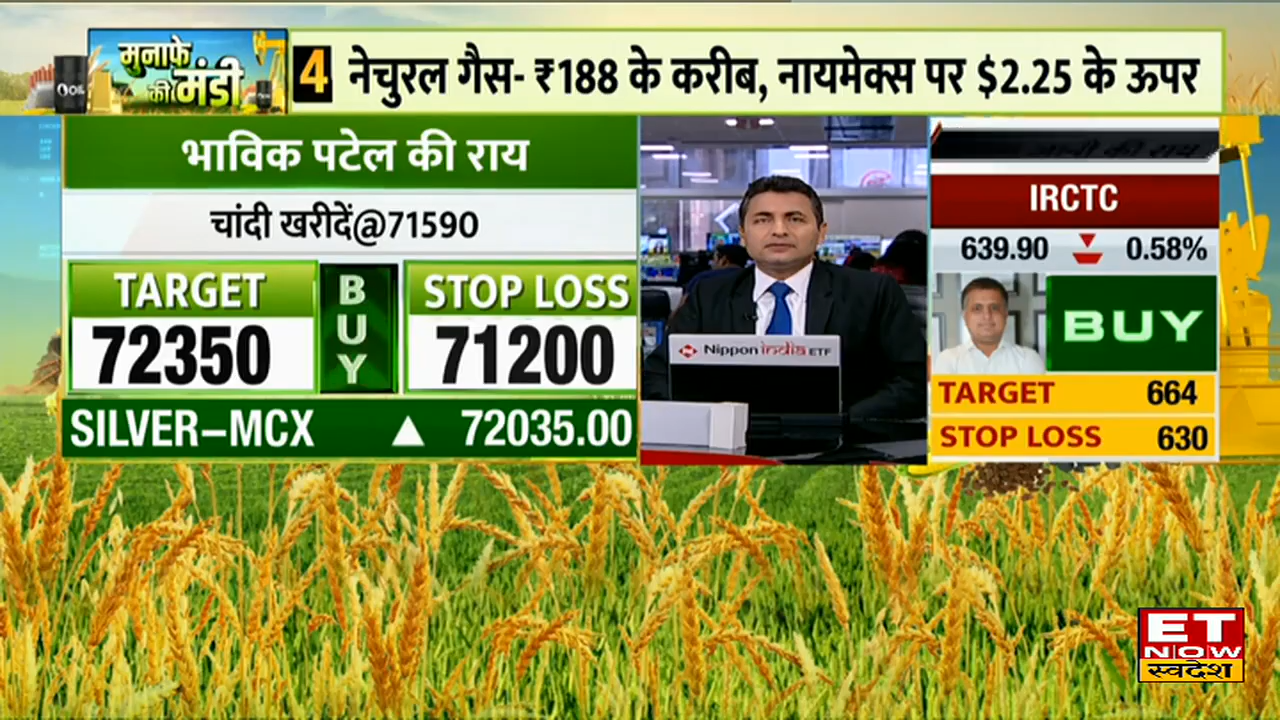 मुनाफे
की मंडी
OIL
4 नेचुरल गैस- ₹188 के करीब, नायमेक्स पर $2.25 के ऊपर
भाविक पटेल की राय
चांदी खरीदें@71590
TARGET
72350
BUY
STOP LOSS
71200
SILVER-MCX ▲ 72035.00
Nippon india ETF
IRCTC
639.90 ▼ 0.58%
BUY
TARGET 664
STOP LOSS 630
ET
NOW
स्वदेश